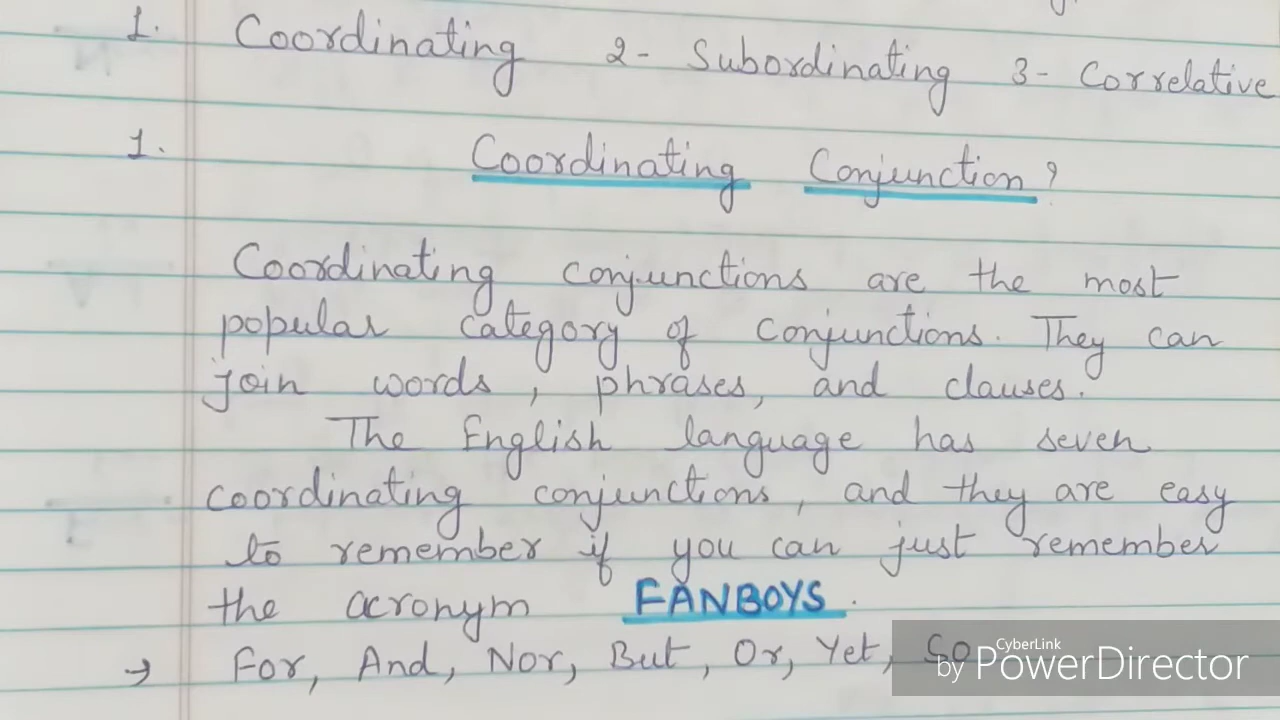 1. Coordinating 2- Subordinating 3- Correlative
1. Coordinating Conjunction?
Coordinating conjunctions are the most
popular category of conjunctions. They can
join words, phrases, and clauses.
The English language has seven
coordinating conjunctions, and they are easy
to remember if you can just remember
the acronym FANBOYS.
→ For, And, Nor, But, Or, Yet, So
CyberLink
by PowerDirector